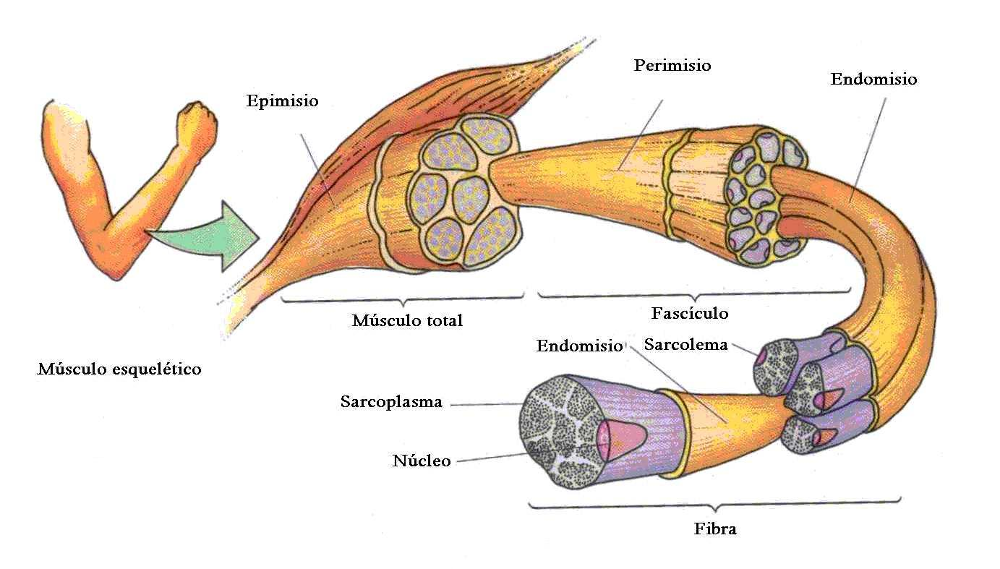 Perimisio
Endomisio
Epimisio
Músculo total
Fascículo
Endomisio
Sarcolema
Músculo esquelético
Sarcoplasma
Núcleo
Fibra